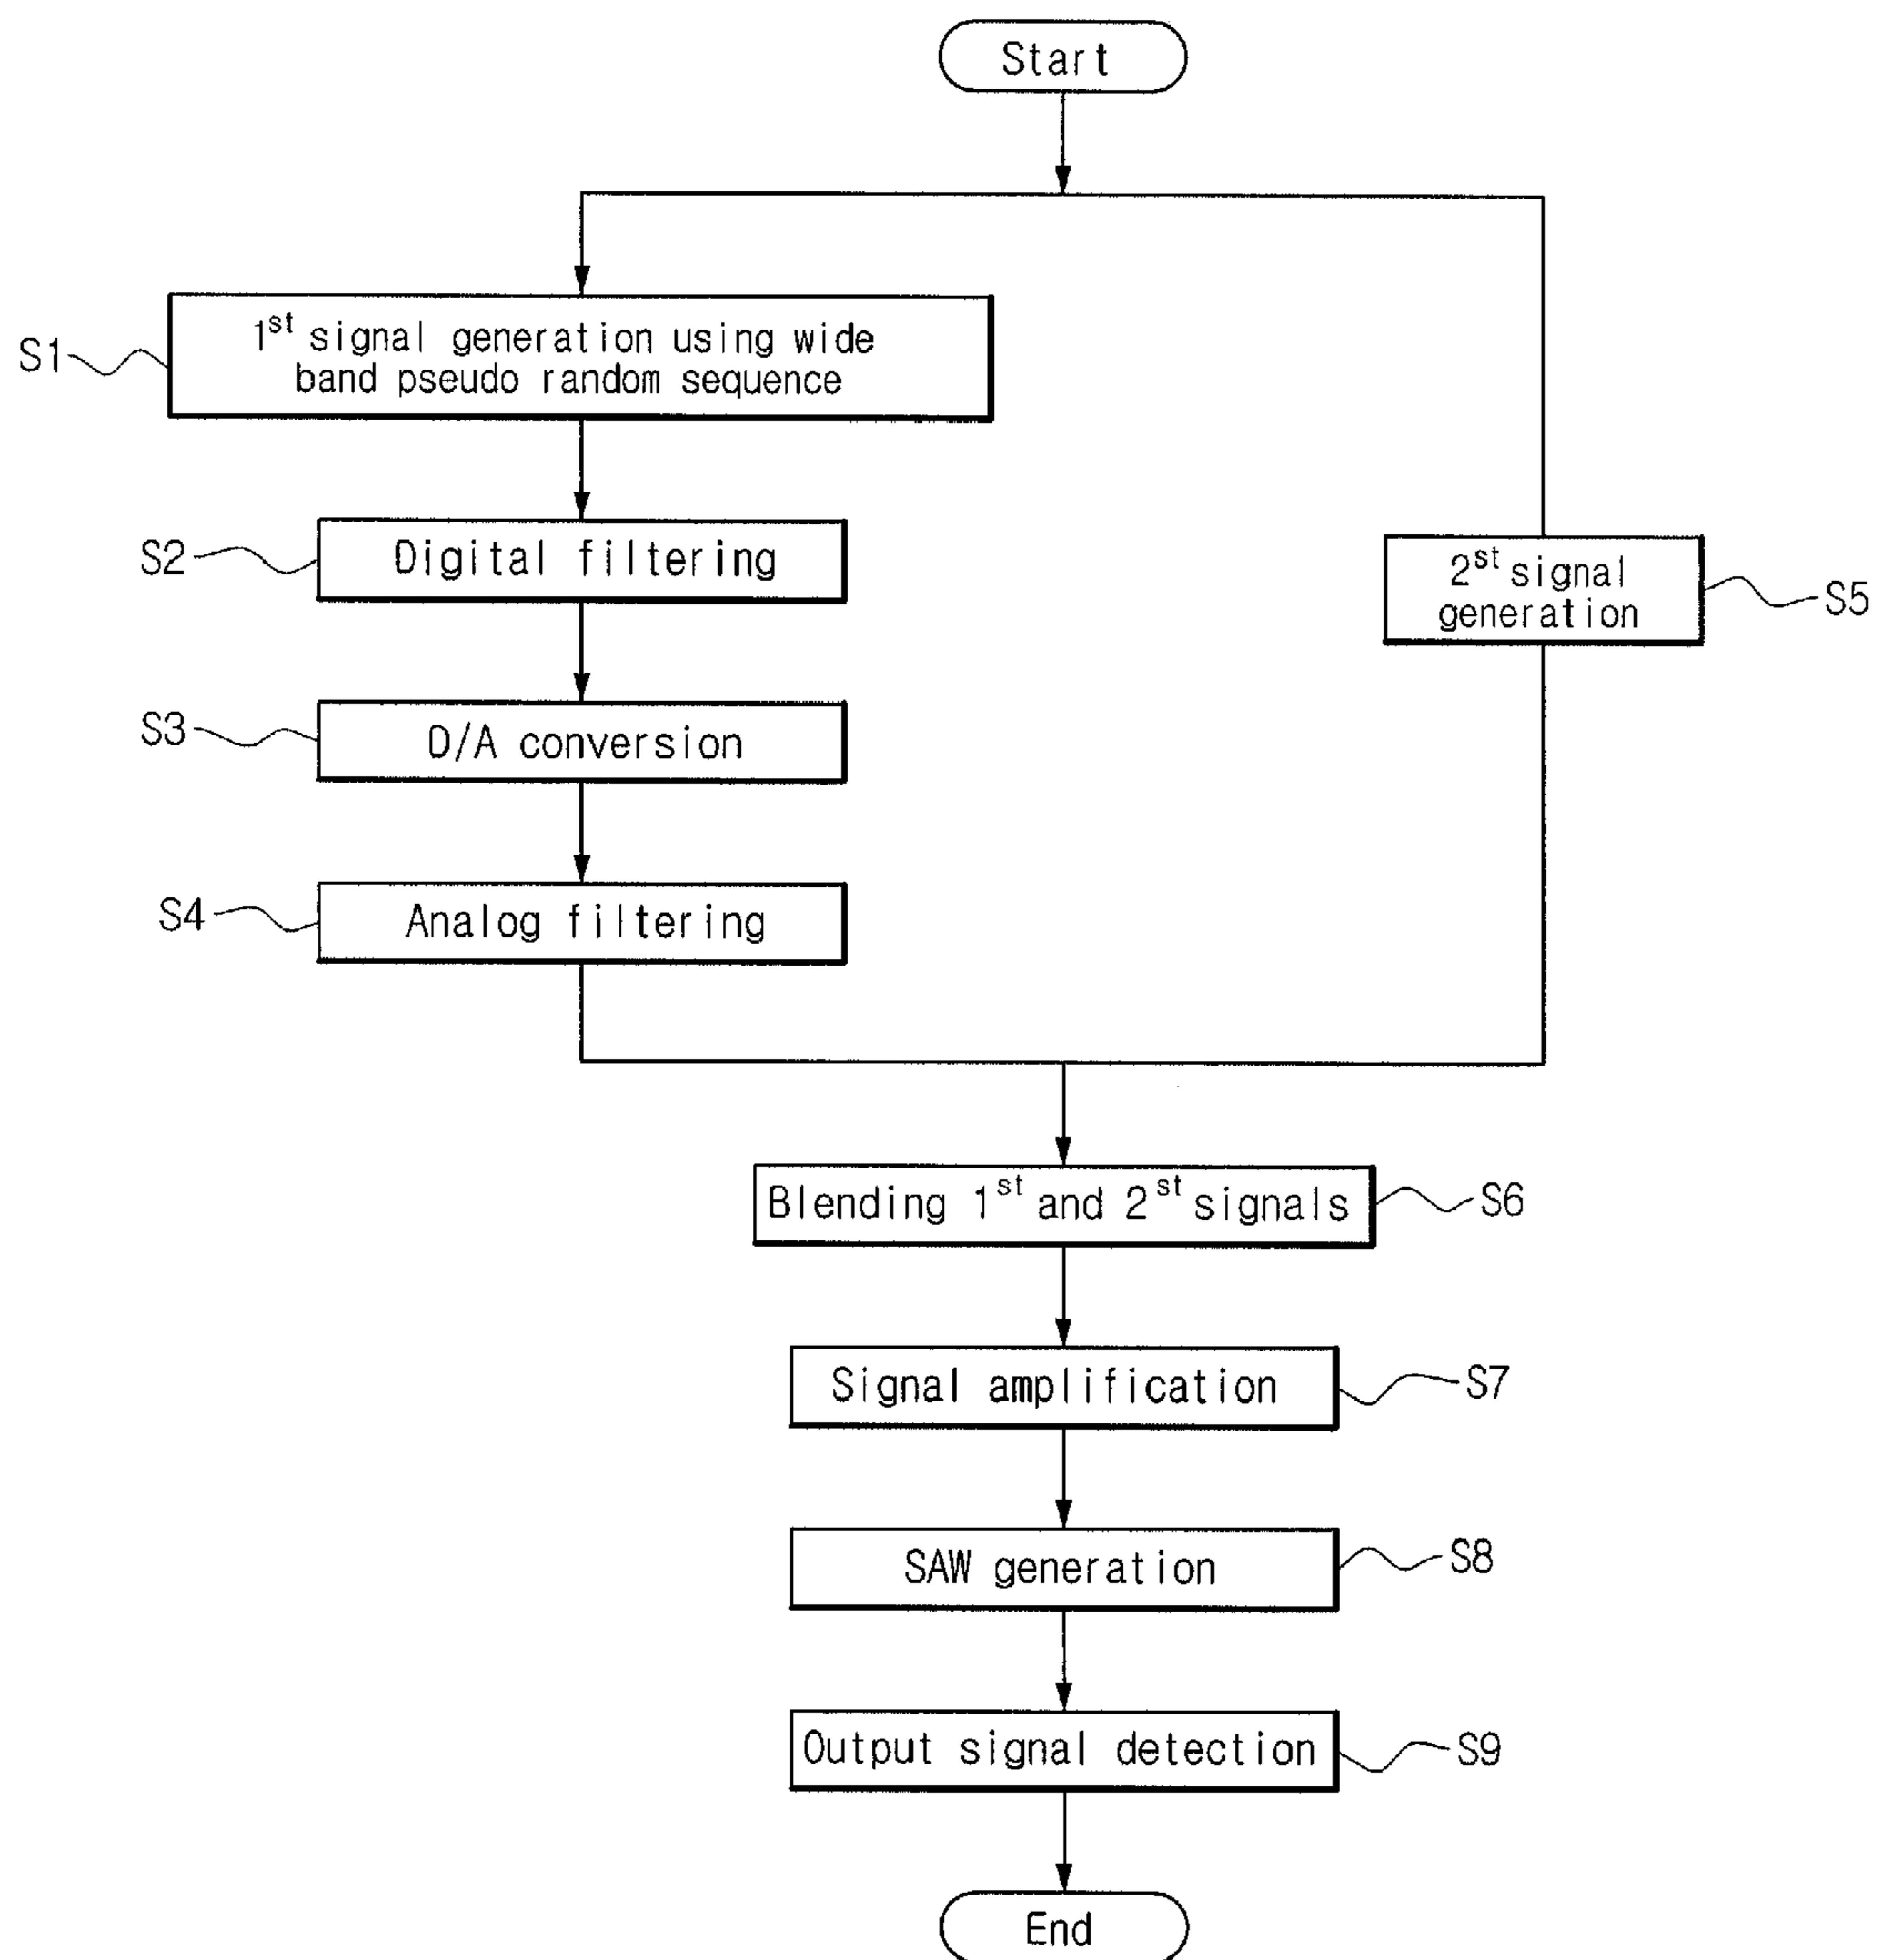 Start
S1
1st signal generation using wide
band pseudo random sequence
S2
Digital filtering
2st signal
generation
S5
S3
D/A conversion
S4
Analog filtering
Blending 1st and 2st signals
S6
Signal amplification
S7
SAW generation
S8
Output signal detection
S9
End